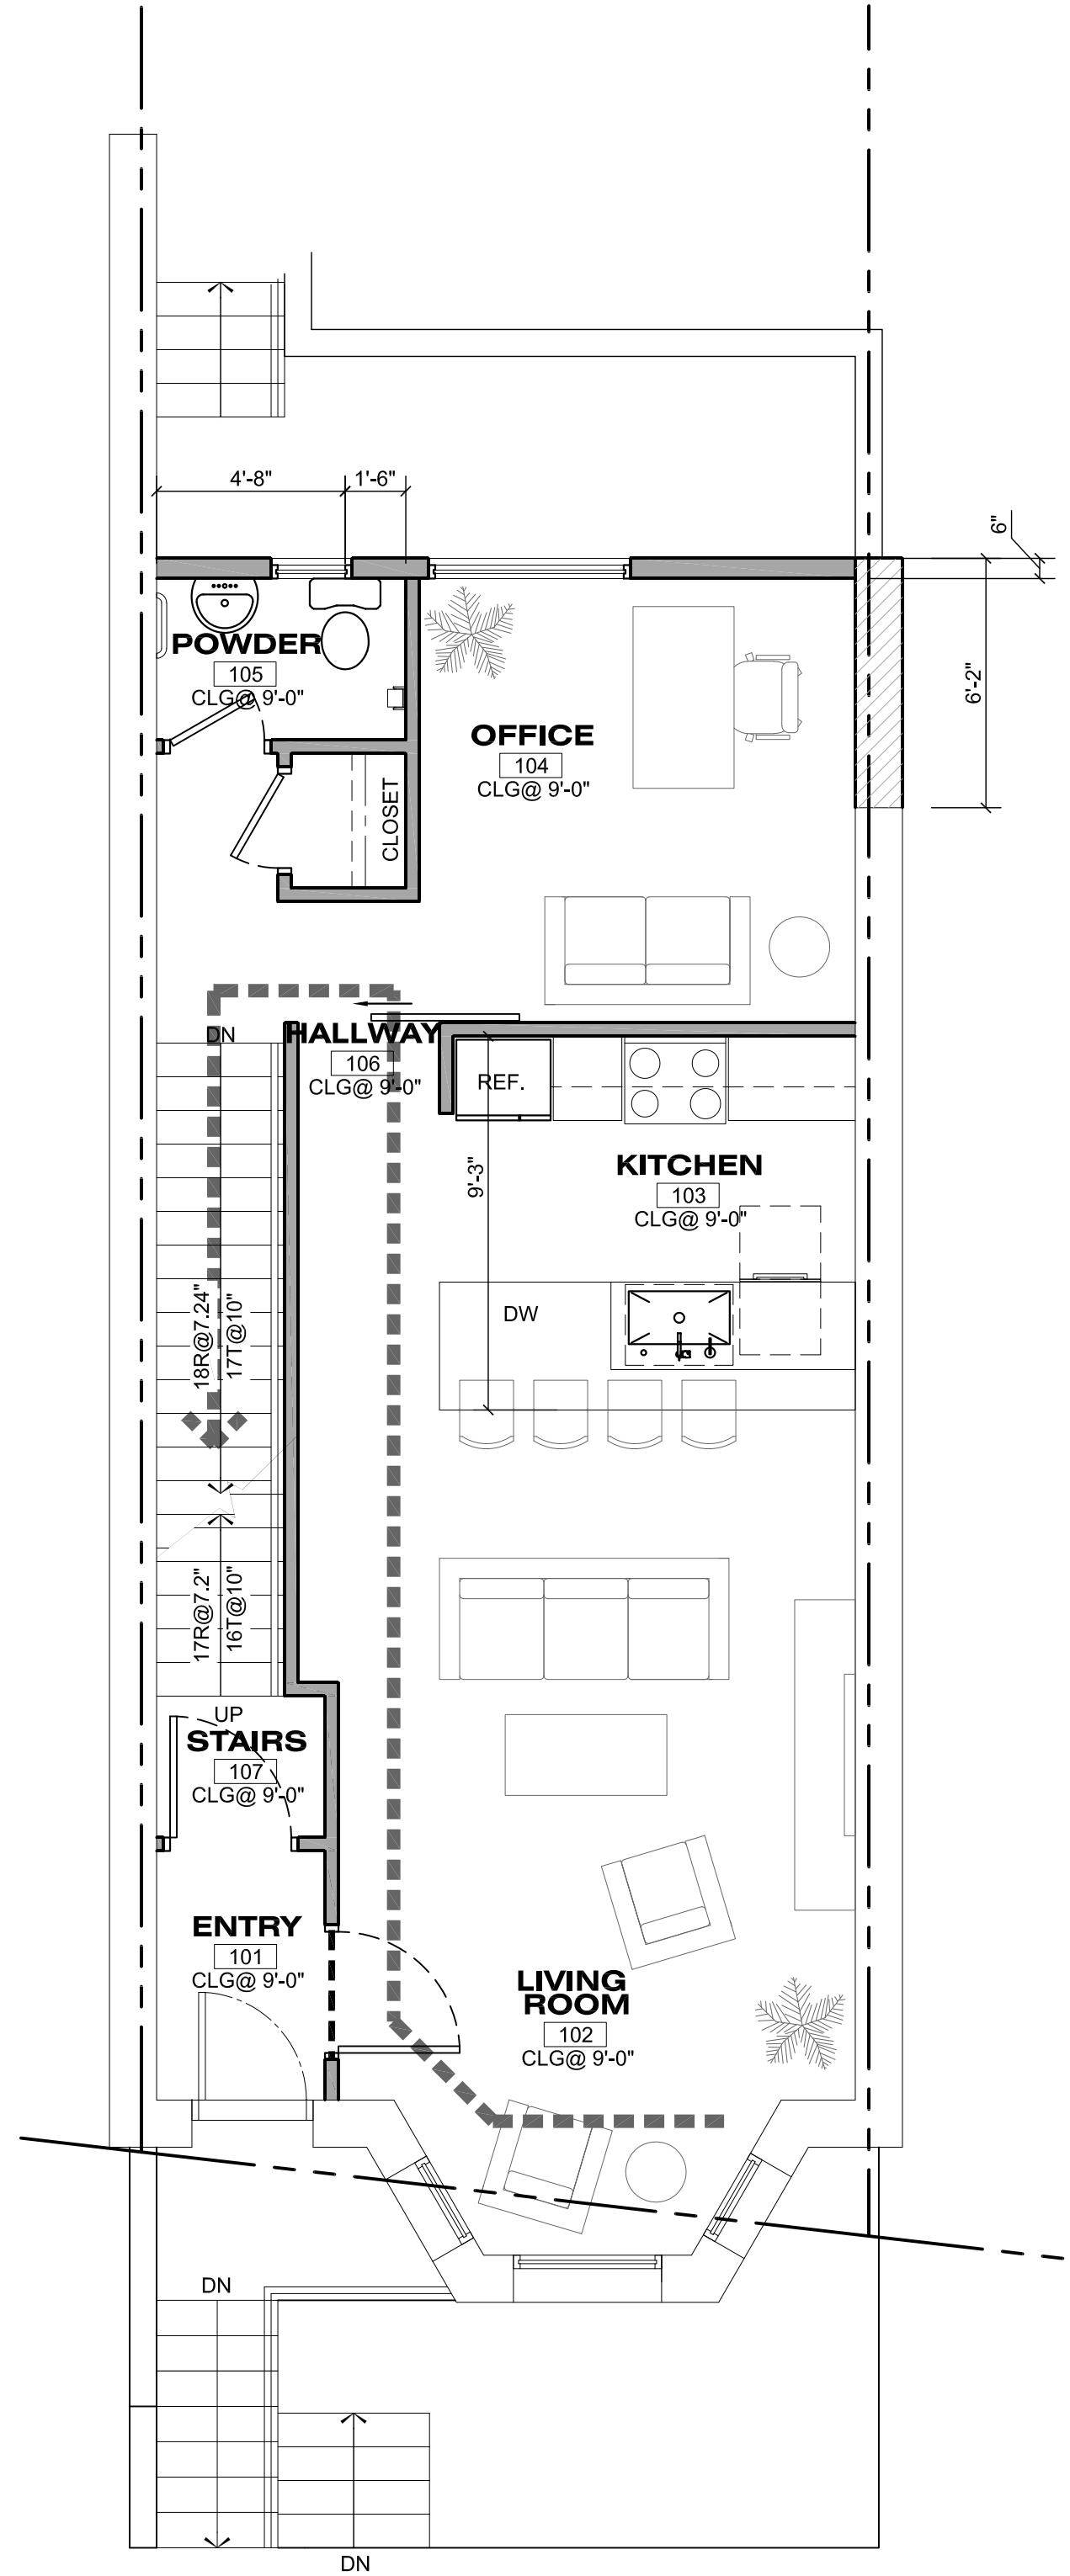 4'-8"
1'-6"
6"
6'-2"
POWDER
105
CLG@ 9'-0"
OFFICE
104
CLG@ 9'-0"
CLOSET
DN
HALLWAY
106
CLG@ 9'-0"
REF.
9'-3"
KITCHEN
103
CLG@ 9'-0"
DW
18R@7.24"
17T@10"
17R@7.2"
16T@10"
UP
STAIRS
107
CLG@ 9'-0"
ENTRY
101
CLG@ 9'-0"
LIVING
ROOM
102
CLG@ 9'-0"
DN
DN